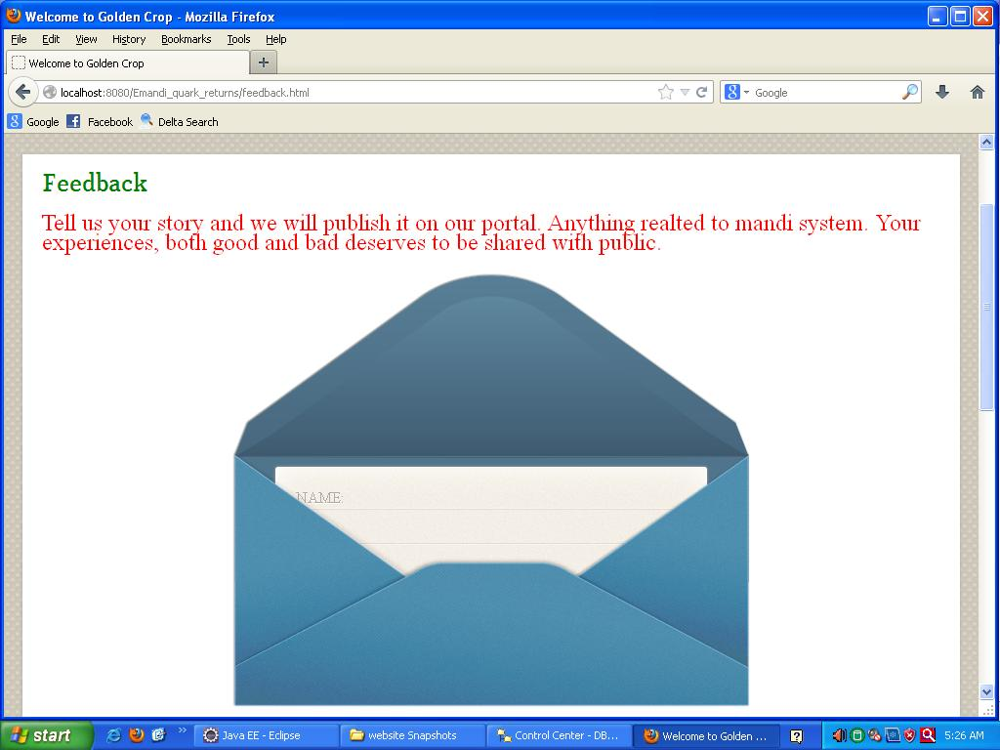 Welcome to Golden Crop - Mozilla Firefox
File Edit View History Bookmarks Tools Help
Welcome to Golden Crop
localhost:8080/Emandi_quark_returns/feedback.html
Google
Google Facebook Delta Search
Feedback
Tell us your story and we will publish it on our portal. Anything realted to mandi system. Your
experiences, both good and bad deserves to be shared with public.
NAME:
start Java EE - Eclipse website Snapshots Control Center - DB... Welcome to Golden ... 5:26 AM